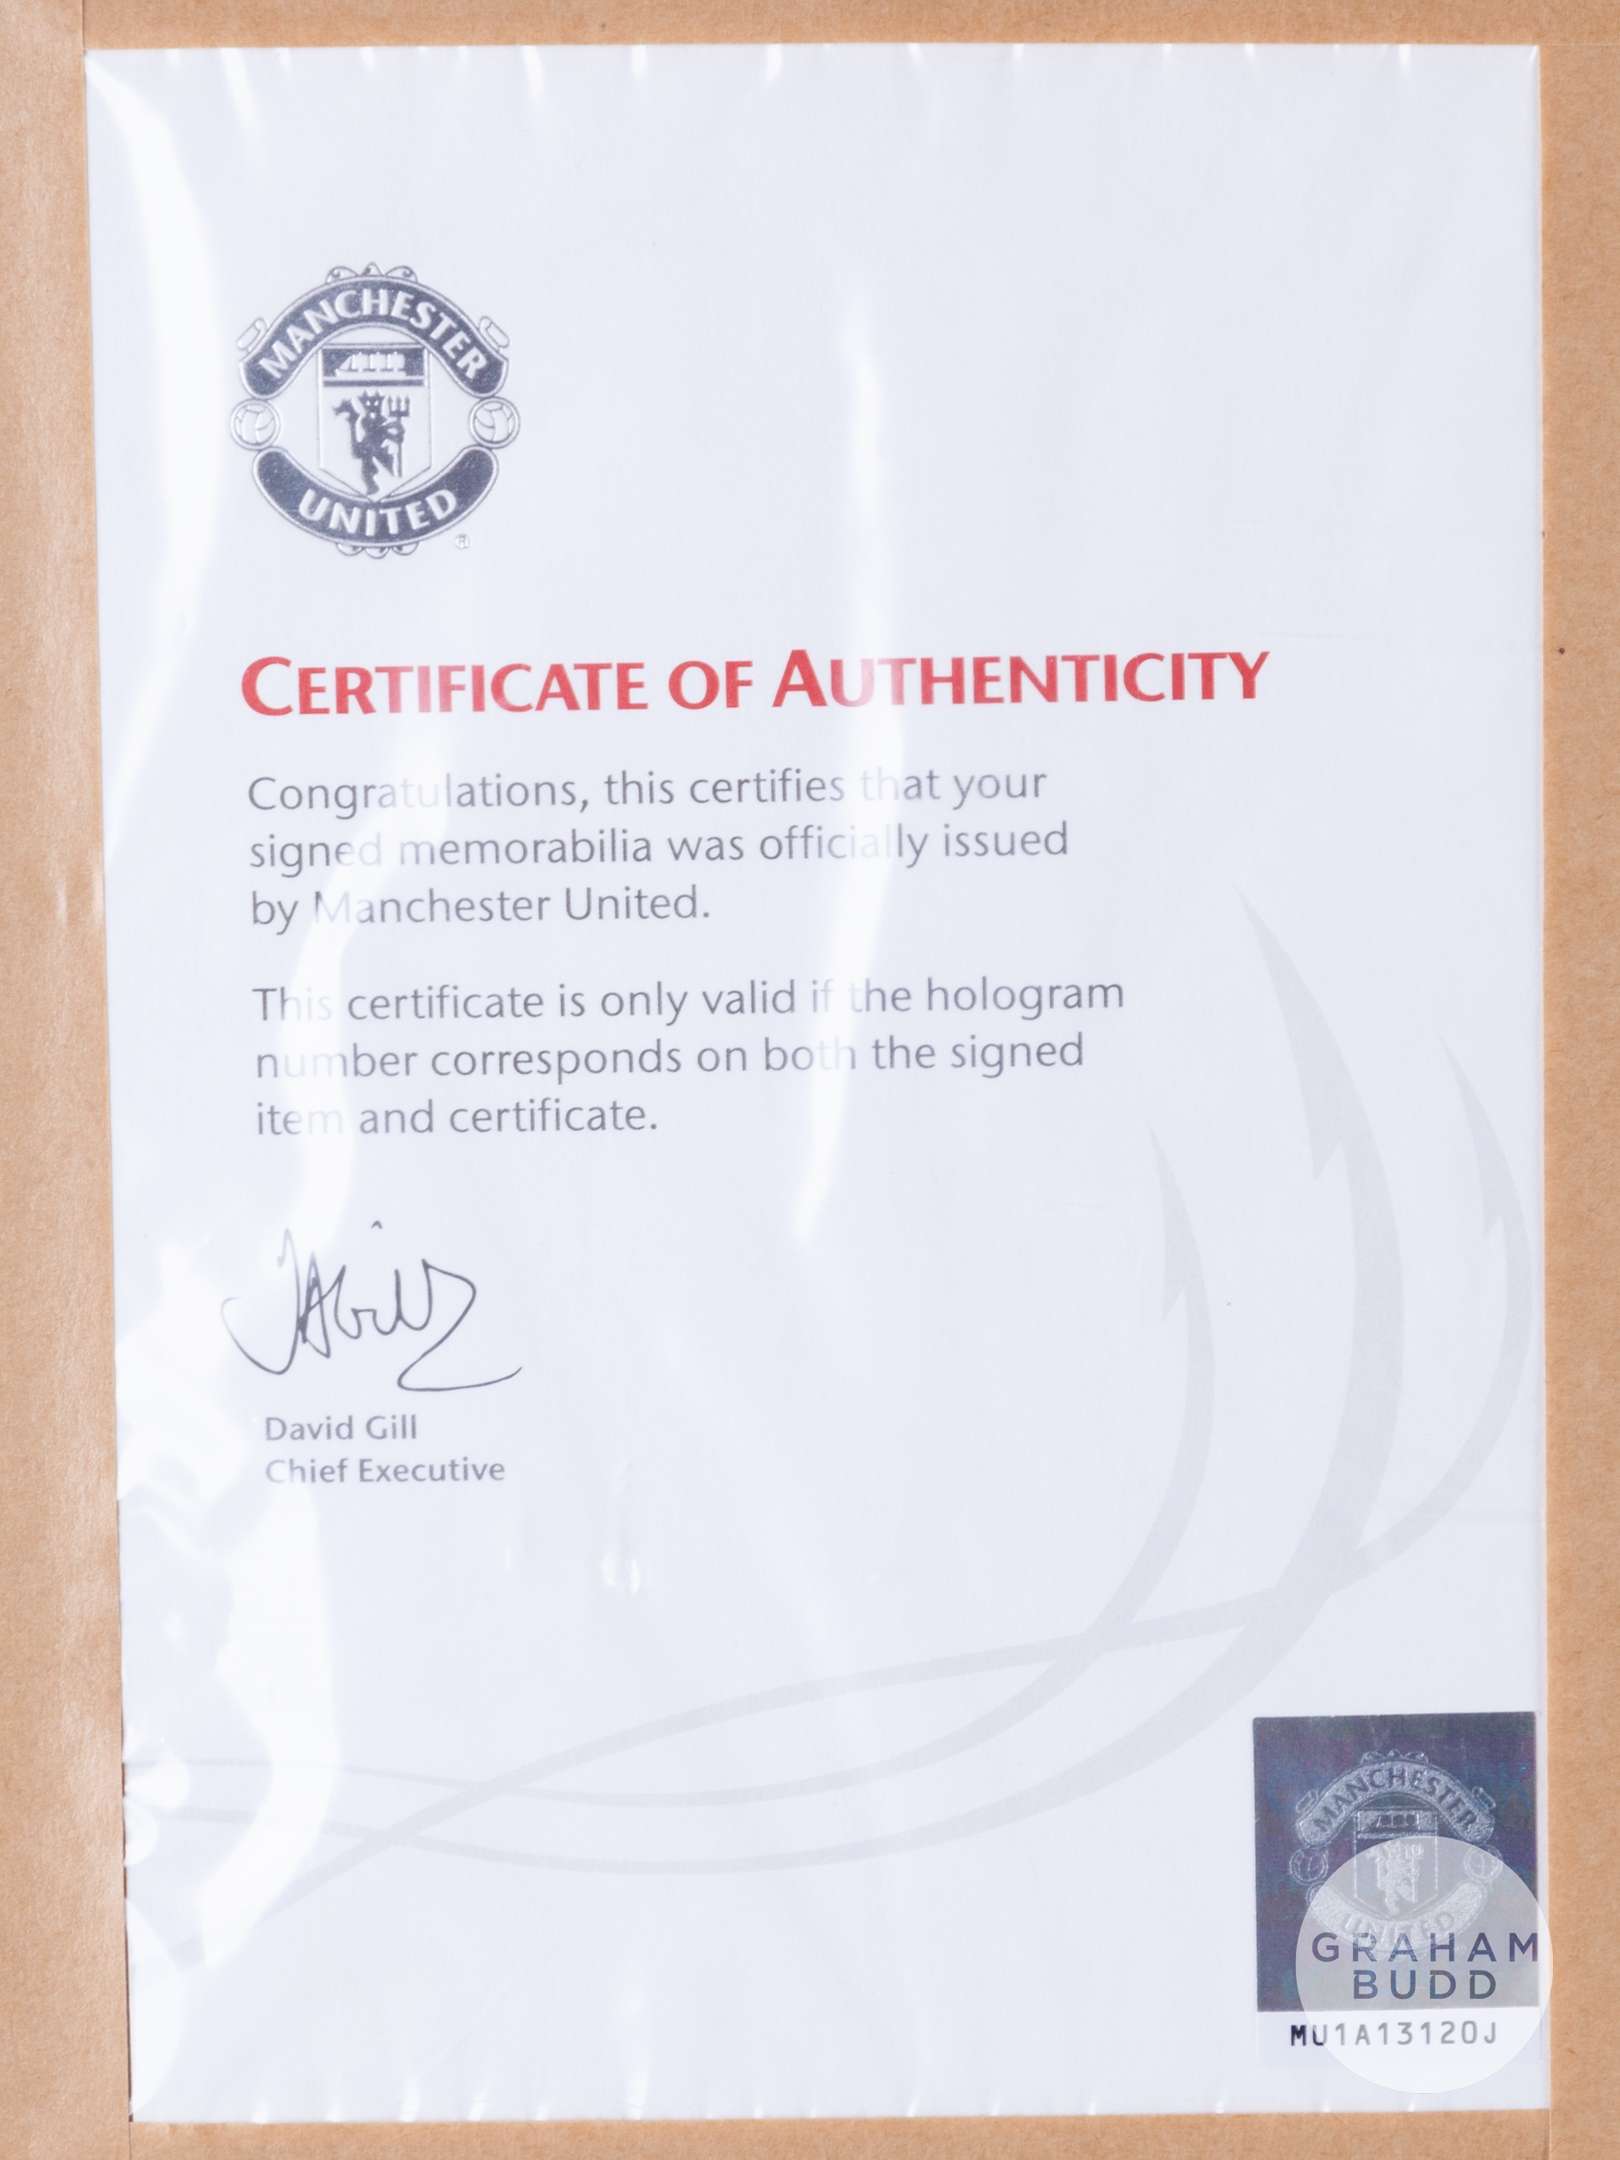 MANCHESTER
UNITED
®
CERTIFICATE OF AUTHENTICITY
Congratulations, this certifies that your
signed memorabilia was officially issued
by Manchester United.
This certificate is only valid if the hologram
number corresponds on both the signed
item and certificate.
David Gill
Chief Executive
MANCHESTER
UNITED
GRAHAM
BUDD
MU1A13120J